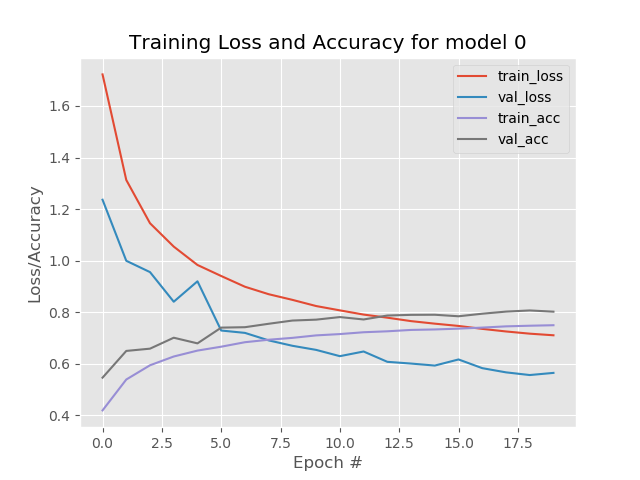 Training Loss and Accuracy for model 0
train_loss
val_loss
train_acc
val_acc
1.6
1.4
1.2
1.0
0.8
0.6
0.4
Loss/Accuracy
0.0 2.5 5.0 7.5 10.0 12.5 15.0 17.5
Epoch #